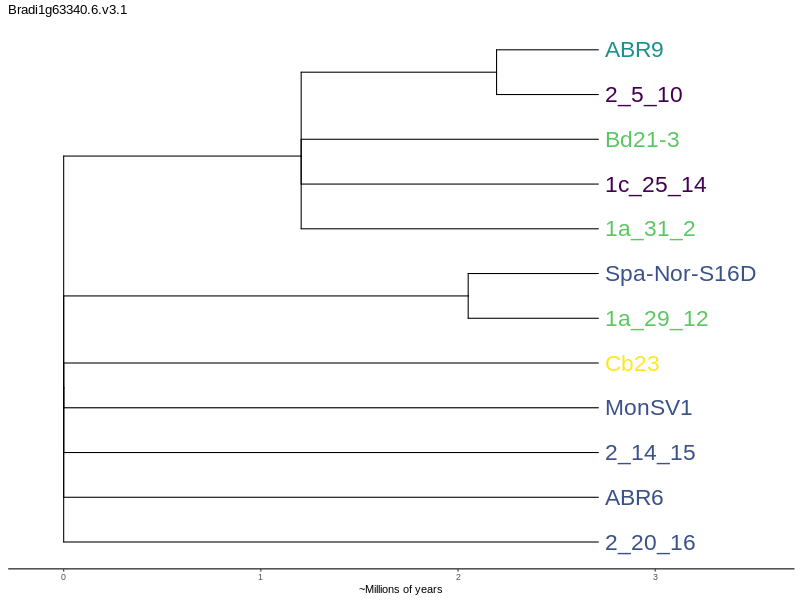 Bradi1g63340.6.v3.1
ABR9
2_5_10
Bd21-3
1c_25_14
1a_31_2
Spa-Nor-S16D
1a_29_12
Cb23
MonSV1
2_14_15
ABR6
2_20_16
0 1 2 3
~Millions of years